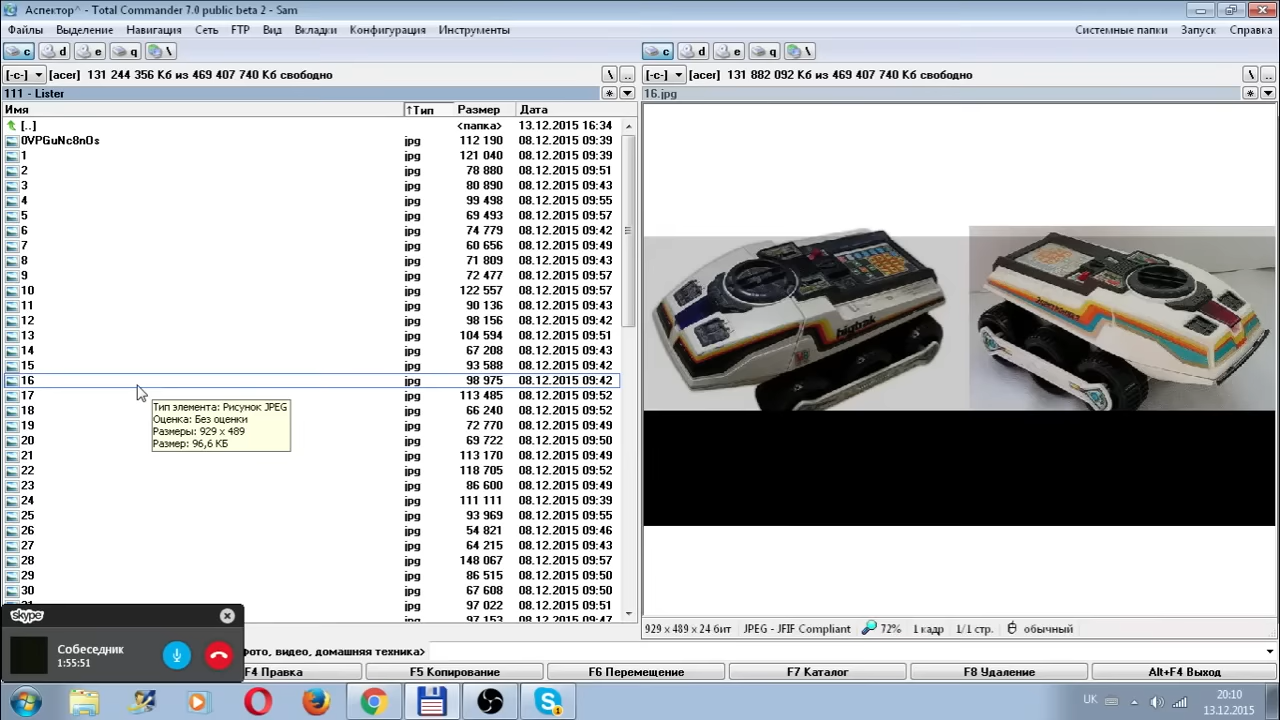 Аспектор^ - Total Commander 7.0 public beta 2 - Sam
Файлы Выделение Навигация Сеть FTP Вид Вкладки Конфигурация Инструменты Системные папки Запуск Справка
c d e q \ c d e q \
[-c-] [acer] 131 244 356 Кб из 469 407 740 Кб свободно \ .. [-c-] [acer] 131 882 092 Кб из 469 407 740 Кб свободно \ ..
111 - Lister * 16.jpg *
Имя ↑Тип Размер Дата
[..] <папка> 13.12.2015 16:34
0VPGuNc8nOs jpg 112 190 08.12.2015 09:39
1 jpg 121 040 08.12.2015 09:39
2 jpg 78 880 08.12.2015 09:51
3 jpg 80 890 08.12.2015 09:43
4 jpg 99 498 08.12.2015 09:55
5 jpg 69 493 08.12.2015 09:57
6 jpg 74 779 08.12.2015 09:42
7 jpg 60 656 08.12.2015 09:49
8 jpg 71 809 08.12.2015 09:43
9 jpg 72 477 08.12.2015 09:57
10 jpg 122 557 08.12.2015 09:57
11 jpg 90 136 08.12.2015 09:43
12 jpg 98 156 08.12.2015 09:42
13 jpg 104 594 08.12.2015 09:51
14 jpg 67 208 08.12.2015 09:43
15 jpg 93 588 08.12.2015 09:42
16 jpg 98 975 08.12.2015 09:42
17 jpg 113 485 08.12.2015 09:52
18 jpg 66 240 08.12.2015 09:52
19 jpg 72 770 08.12.2015 09:49
20 jpg 69 722 08.12.2015 09:50
21 jpg 113 170 08.12.2015 09:49
22 jpg 118 705 08.12.2015 09:52
23 jpg 86 600 08.12.2015 09:49
24 jpg 111 111 08.12.2015 09:39
25 jpg 93 969 08.12.2015 09:55
26 jpg 54 821 08.12.2015 09:46
27 jpg 64 215 08.12.2015 09:43
28 jpg 148 067 08.12.2015 09:57
29 jpg 86 515 08.12.2015 09:50
30 jpg 67 608 08.12.2015 09:50
jpg 97 022 08.12.2015 09:51
jpg 97 153 08.12.2015 09:47
Тип элемента: Рисунок JPEG
Оценка: Без оценки
Размеры: 929 x 489
Размер: 96,6 КБ
bigtrak
929 x 489 x 24 бит JPEG - JFIF Compliant 72% 1 кадр 1/1 стр. обычный
skype
Собеседник
1:55:51
фото, видео, домашняя техника>
F4 Правка F5 Копирование F6 Перемещение F7 Каталог F8 Удаление Alt+F4 Выход
UK 20:10
13.12.2015